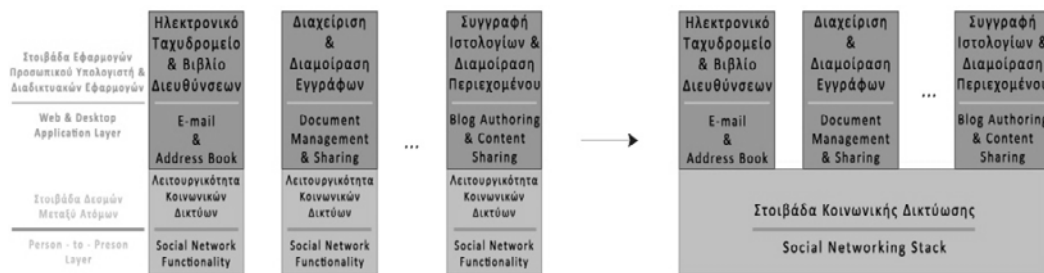 Στοιβάδα Εφαρμογών
Προσωπικού Υπολογιστή &
Διαδικτυακών Εφαρμογών
Web & Desktop
Application Layer
Στοιβάδα Δεσμών
Μεταξύ Ατόμων
Person - to - Preson
Layer
Ηλεκτρονικό
Ταχυδρομείο
& Βιβλίο
Διευθύνσεων
E-mail
&
Address Book
Λειτουργικότητα
Κοινωνικών
Δικτύων
Social Network
Functionality
Διαχείριση
&
Διαμοίραση
Εγγράφων
Document
Management
& Sharing
Λειτουργικότητα
Κοινωνικών
Δικτύων
Social Network
Functionality
...
Συγγραφή
Ιστολογίων &
Διαμοίραση
Περιεχομένου
Blog Authoring
& Content
Sharing
Λειτουργικότητα
Κοινωνικών
Δικτύων
Social Network
Functionality
Ηλεκτρονικό
Ταχυδρομείο
& Βιβλίο
Διευθύνσεων
E-mail
&
Address Book
Διαχείριση
&
Διαμοίραση
Εγγράφων
Document
Management
& Sharing
...
Συγγραφή
Ιστολογίων &
Διαμοίραση
Περιεχομένου
Blog Authoring
& Content
Sharing
Στοιβάδα Κοινωνικής Δικτύωσης
Social Networking Stack